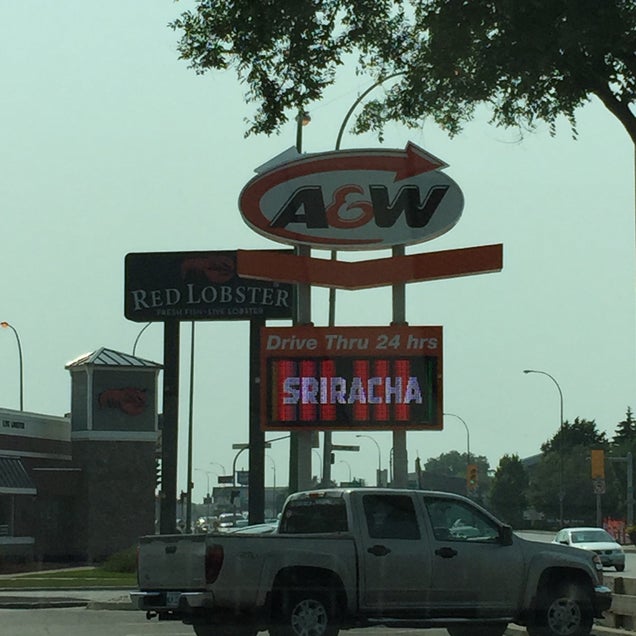 A&W
RED LOBSTER
FRESH FISH • LIVE LOBSTER
Drive Thru 24 hrs
SRIRACHA